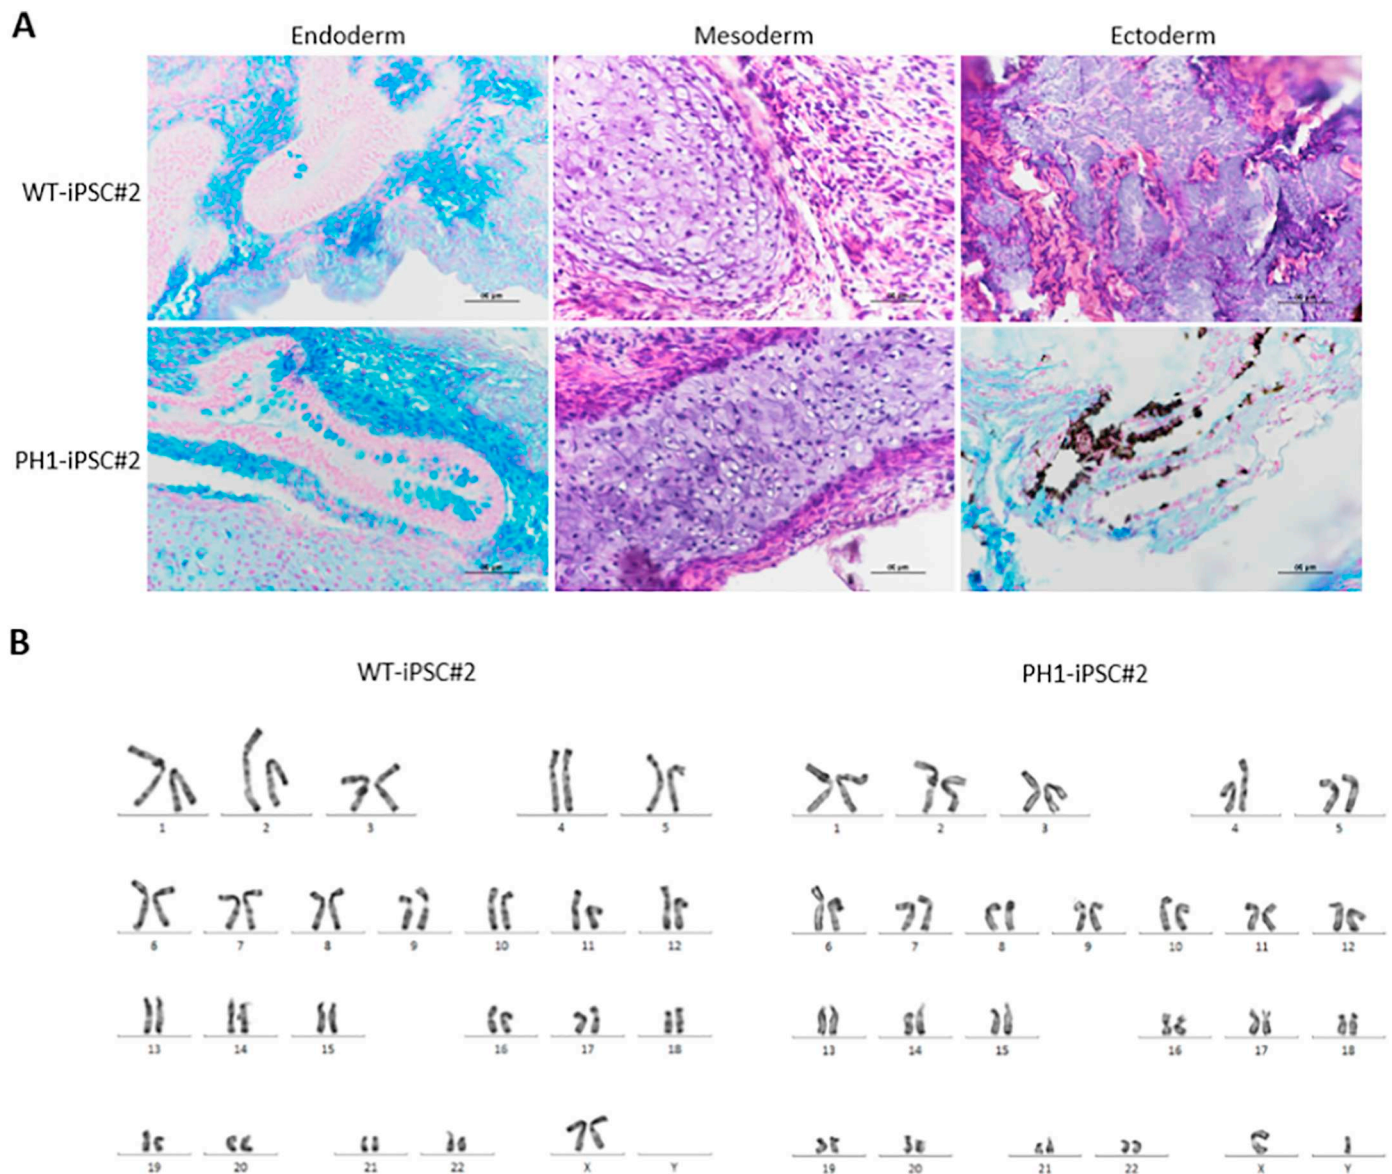 A
Endoderm Mesoderm Ectoderm
WT-iPSC#2
PH1-iPSC#2
B
WT-iPSC#2 PH1-iPSC#2
1 2 3 4 5 1 2 3 4 5
6 7 8 9 10 11 12 6 7 8 9 10 11 12
13 14 15 16 17 18 13 14 15 16 17 18
19 20 21 22 X Y 19 20 21 22 X Y